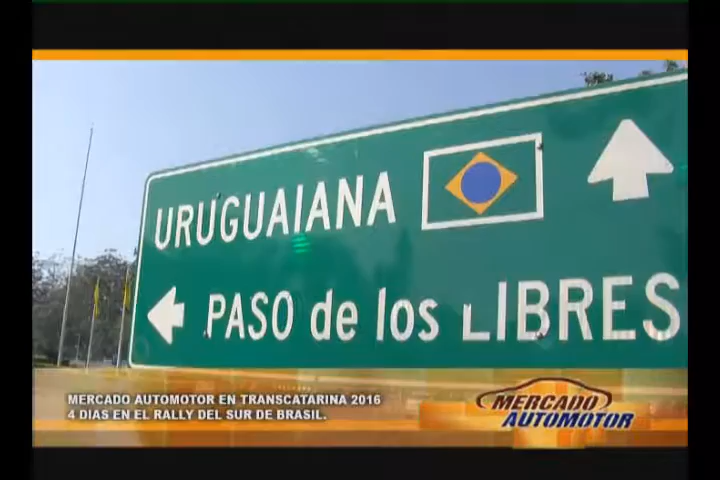 URUGUAIANA
PASO de los LIBRES
MERCADO AUTOMOTOR EN TRANSCATARINA 2016
4 DIAS EN EL RALLY DEL SUR DE BRASIL.
MERCADO
AUTOMOTOR